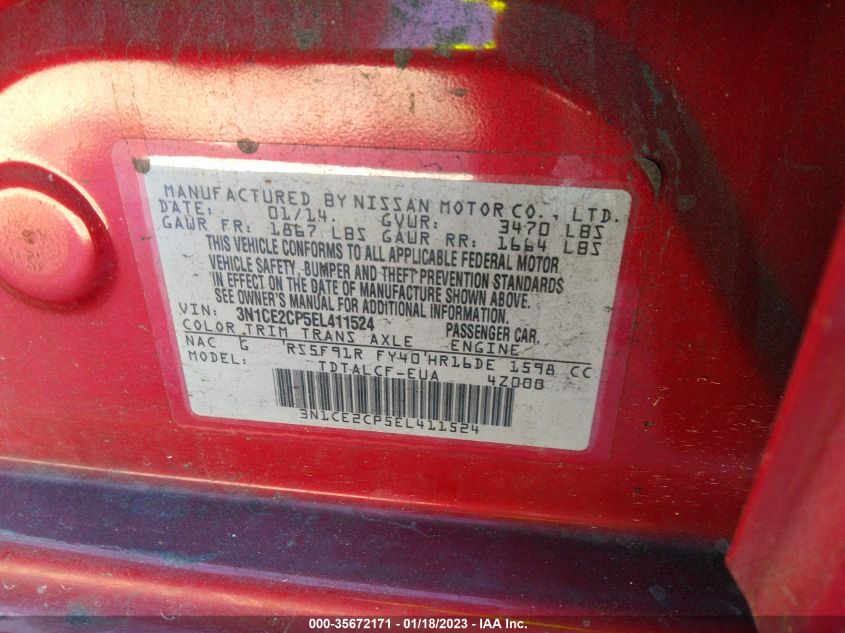 MANUFACTURED BY NISSAN MOTOR CO., LTD.
DATE: 01/14. GVWR: 3470 LBS
GAWR FR: 1867 LBS GAWR RR: 1664 LBS
THIS VEHICLE CONFORMS TO ALL APPLICABLE FEDERAL MOTOR
VEHICLE SAFETY, BUMPER AND THEFT PREVENTION STANDARDS
IN EFFECT ON THE DATE OF MANUFACTURE SHOWN ABOVE.
SEE OWNER'S MANUAL FOR ADDITIONAL INFORMATION.
VIN: 3N1CE2CP5EL411524 PASSENGER CAR.
COLOR TRIM TRANS AXLE ENGINE
NAC G RS5F91R FY40 HR16DE 1598 CC
MODEL: TDTALCF-EUA 4Z000
3N1CE2CP5EL411524
000-35672171 - 01/18/2023 - IAA Inc.